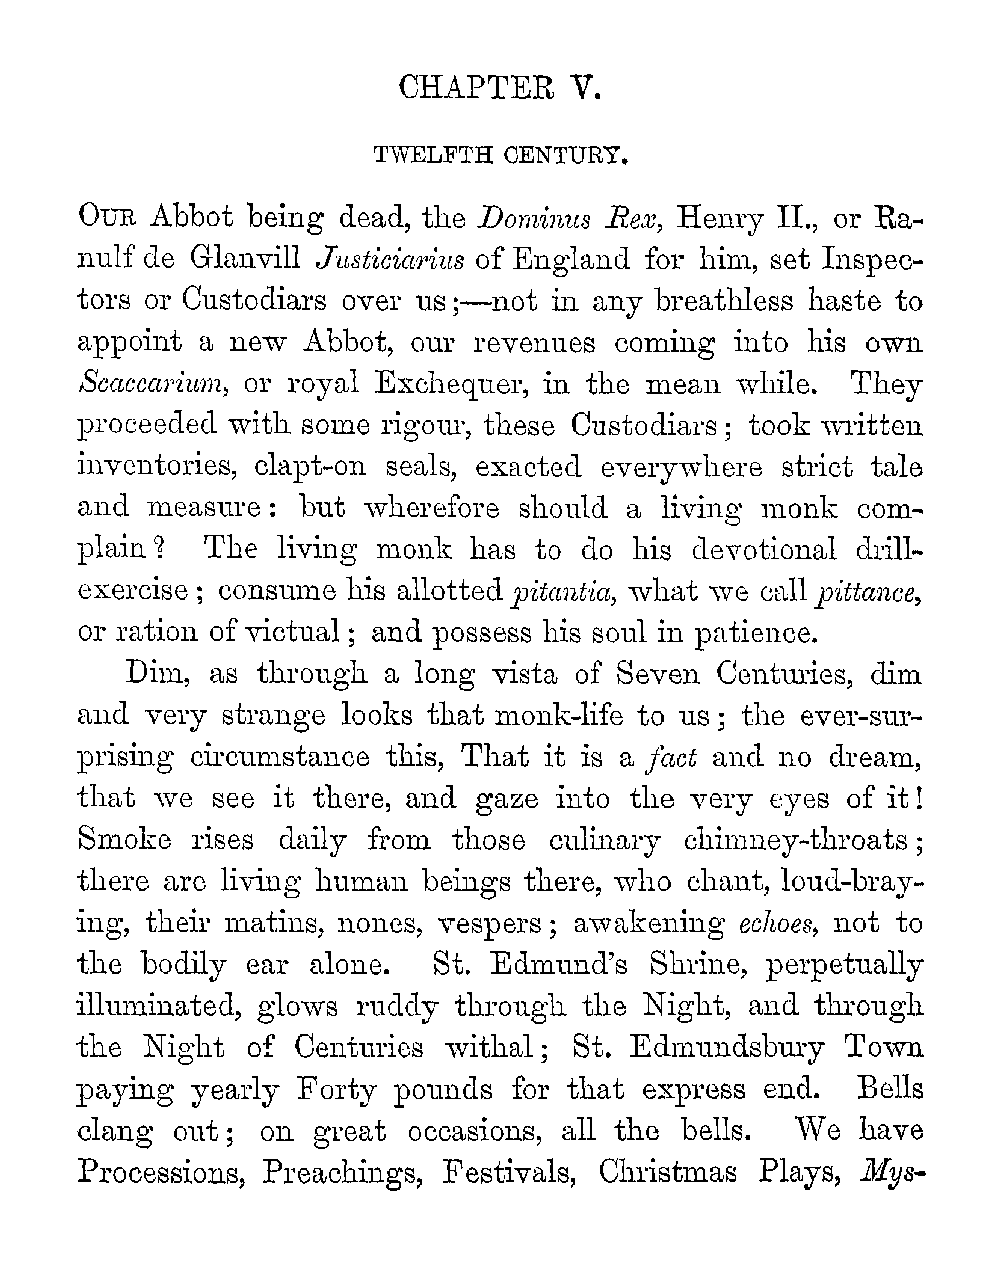 CHAPTER V.
TWELFTH CENTURY.
OUR Abbot being dead, the Dominus Rex, Henry II., or Ra-
nulf de Glanvill Justiciarius of England for him, set Inspec-
tors or Custodiars over us;—not in any breathless haste to
appoint a new Abbot, our revenues coming into his own
Scaccarium, or royal Exchequer, in the mean while. They
proceeded with some rigour, these Custodiars; took written
inventories, clapt-on seals, exacted everywhere strict tale
and measure: but wherefore should a living monk com-
plain? The living monk has to do his devotional drill-
exercise; consume his allotted pitantia, what we call pittance,
or ration of victual; and possess his soul in patience.
Dim, as through a long vista of Seven Centuries, dim
and very strange looks that monk-life to us; the ever-sur-
prising circumstance this, That it is a fact and no dream,
that we see it there, and gaze into the very eyes of it!
Smoke rises daily from those culinary chimney-throats;
there are living human beings there, who chant, loud-bray-
ing, their matins, nones, vespers; awakening echoes, not to
the bodily ear alone. St. Edmund's Shrine, perpetually
illuminated, glows ruddy through the Night, and through
the Night of Centuries withal; St. Edmundsbury Town
paying yearly Forty pounds for that express end. Bells
clang out; on great occasions, all the bells. We have
Processions, Preachings, Festivals, Christmas Plays, Mys-